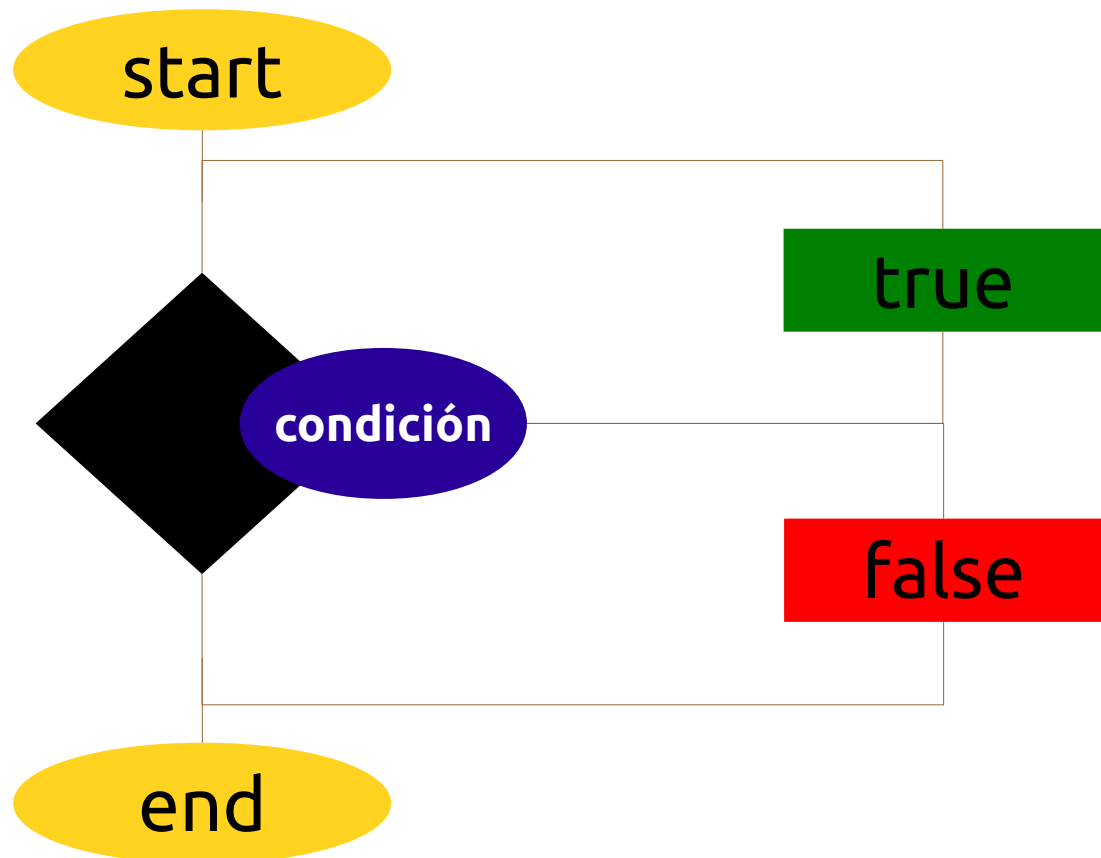 start
true
condición
false
end